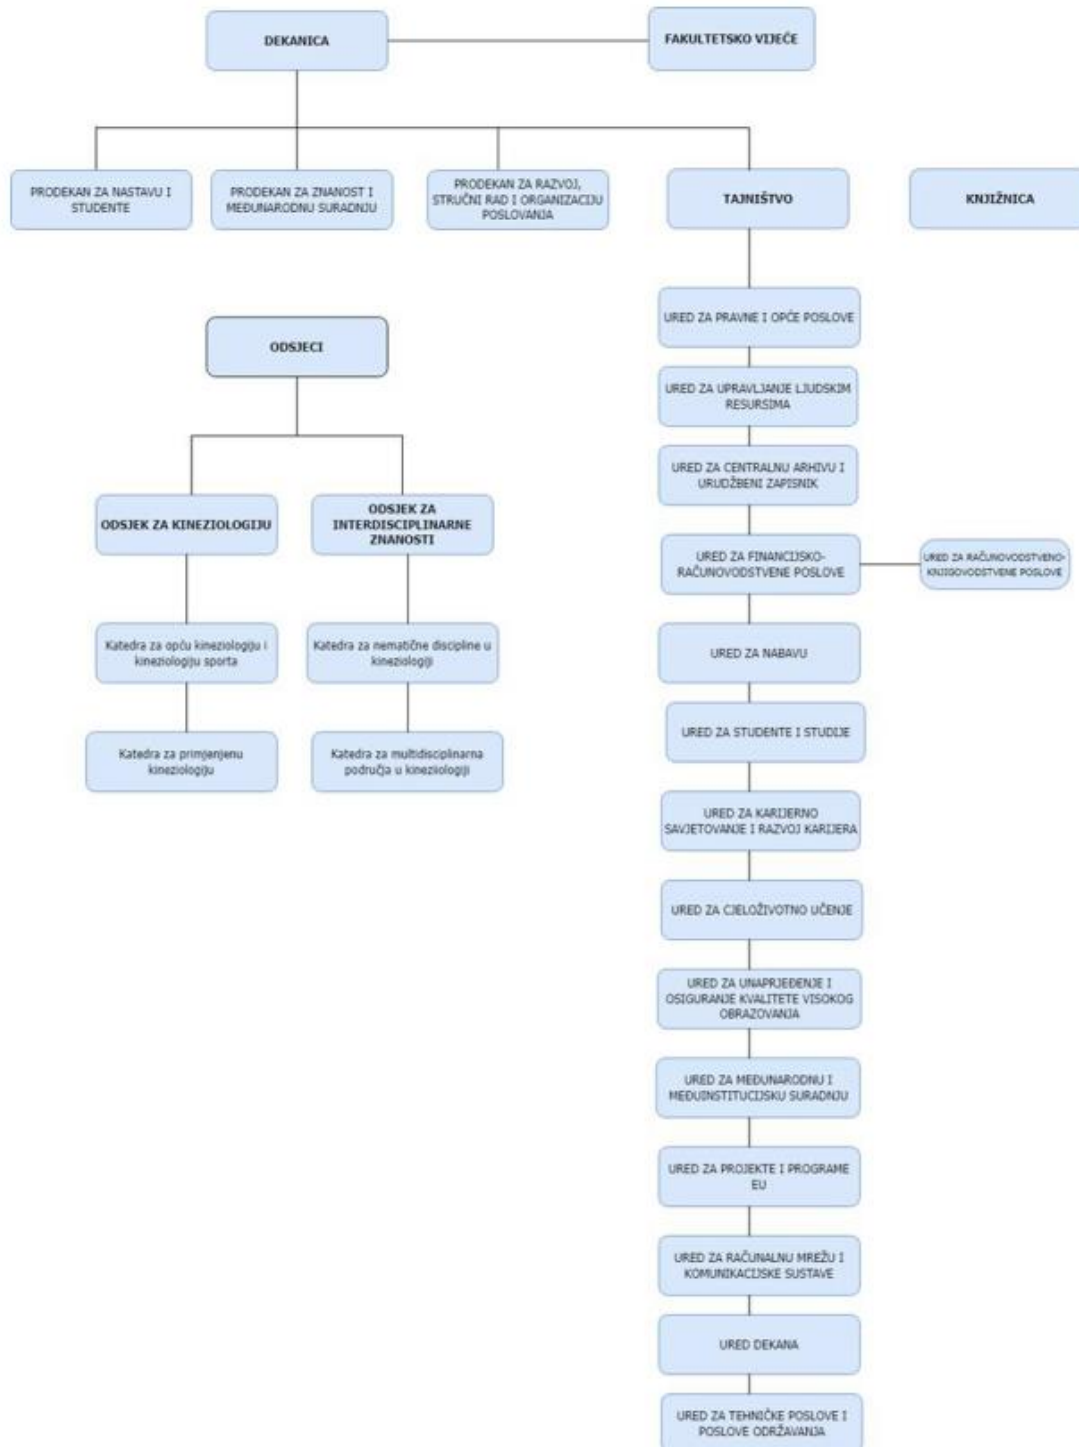 DEKANICA
FAKULTETSKO VIJEĆE
PRODEKAN ZA NASTAVU I
STUDENTE
PRODEKAN ZA ZNANOST I
MEĐUNARODNU SURADNJU
PRODEKAN ZA RAZVOJ,
STRUČNI RAD I ORGANIZACIJU
POSLOVANJA
TAJNIŠTVO
KNJIŽNICA
ODSJECI
ODSJEK ZA KINEZIOLOGIJU
ODSJEK ZA
INTERDISCIPLINARNE
ZNANOSTI
Katedra za opću kineziologiju i
kineziologiju sporta
Katedra za nematične discipline u
kineziologiji
Katedra za primjenjenu
kineziologiju
Katedra za multidisciplinarna
područja u kineziiologiji
URED ZA PRAVNE I OPĆE POSLOVE
URED ZA UPRAVLJANJE LJUDSKIM
RESURSIMA
URED ZA CENTRALNU ARHIVU I
URUDŽBENI ZAPISNIK
URED ZA FINANCIJSKO-
RAČUNOVODSTVENE POSLOVE
URED ZA RAČUNOVODSTVENO-
KNJIGOVODSTVENE POSLOVE
URED ZA NABAVU
URED ZA STUDENTE I STUDIJE
URED ZA KARIJERNO
SAVJETOVANJE I RAZVOJ KARIJERA
URED ZA CJELOŽIVOTNO UČENJE
URED ZA UNAPRJEĐENJE I
OSIGURANJE KVALITETE VISOKOG
OBRAZOVANJA
URED ZA MEĐUNARODNU I
MEĐUINSTITUCIJSKU SURADNJU
URED ZA PROJEKTE I PROGRAME
EU
URED ZA RAČUNALNU MREŽU I
KOMUNIKACIJSKE SUSTAVE
URED DEKANA
URED ZA TEHNIČKE POSLOVE I
POSLOVE ODRŽAVANJA